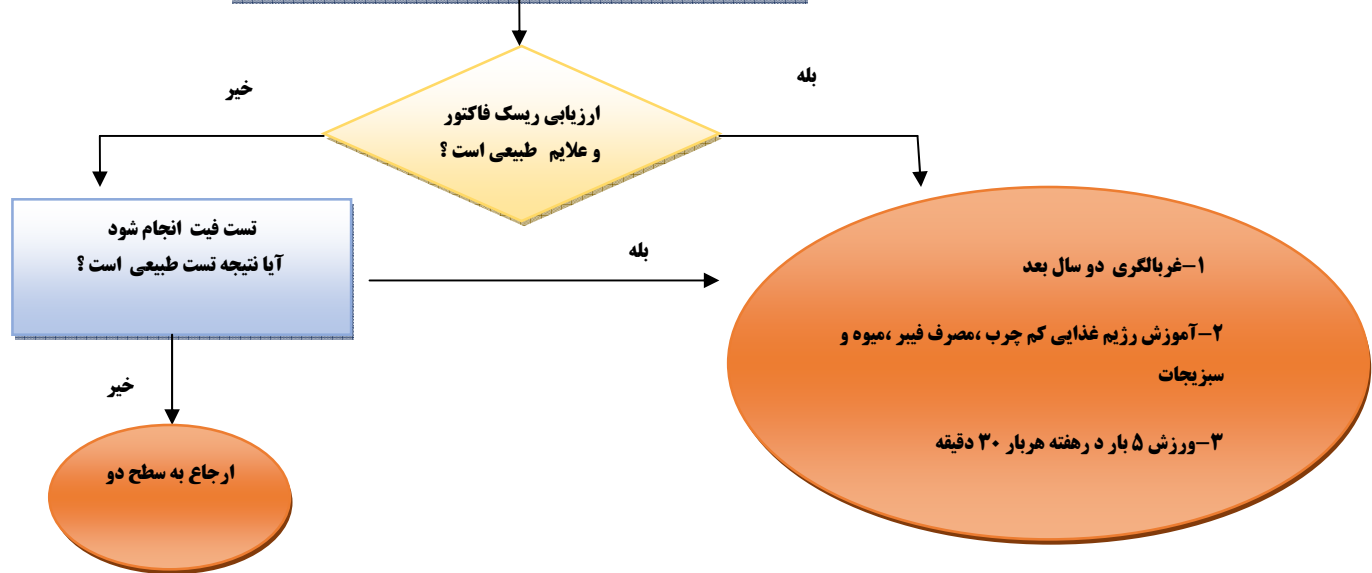 بله
خیر
ارزیابی ریسک فاکتور
و علایم طبیعی است ؟
تست فیت انجام شود
آیا نتیجه تست طبیعی است ؟
بله
۱-غربالگری دو سال بعد
۲-آموزش رژیم غذایی کم چرب ،مصرف فیبر ،میوه و
سبزیجات
۳-ورزش ۵ بار د رهفته هربار ۳۰ دقیقه
خیر
ارجاع به سطح دو